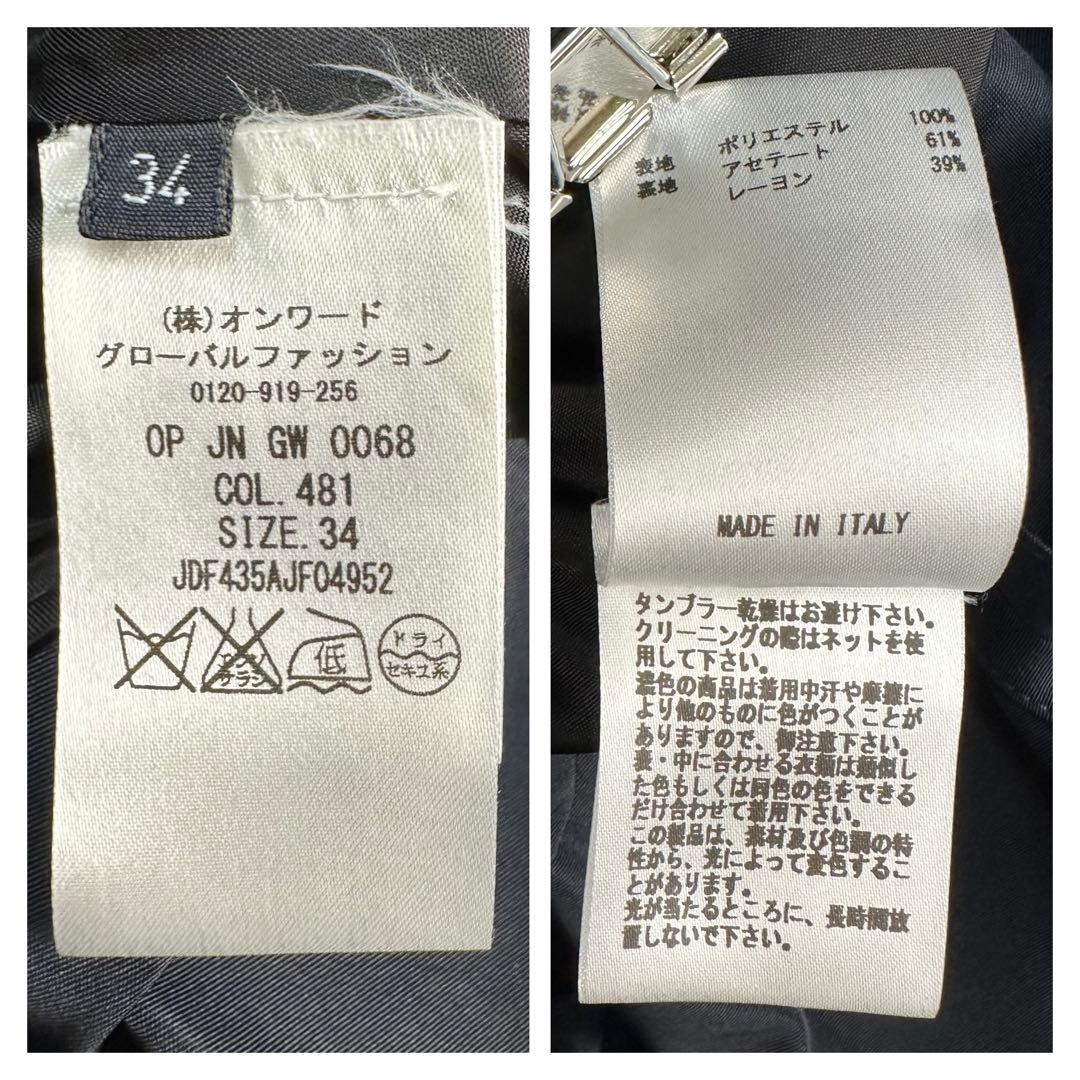 34
(株)オンワード
グローバルファッション
0120-919-256
OP JN GW 0068
COL. 481
SIZE. 34
JDF435AJF04952
エンソ
サラシ
低
ドライ
セキユ系
表地 ポリエステル 100%
裏地 アセテート 61%
レーヨン 39%
MADE IN ITALY
タンブラー乾燥はお避け下さい。
クリーニングの際はネットを使
用して下さい。
濃色の商品は着用中汗や摩擦に
より他のものに色がつくことが
ありますので、御注意下さい。
裏・中に合わせる衣類は類似し
た色もしくは同色の色をできる
だけ合わせて着用下さい。
この製品は、素材及び色調の特
性から、光によって変色するこ
とがあります。
光が当たるところに、長時間放
置しないで下さい。